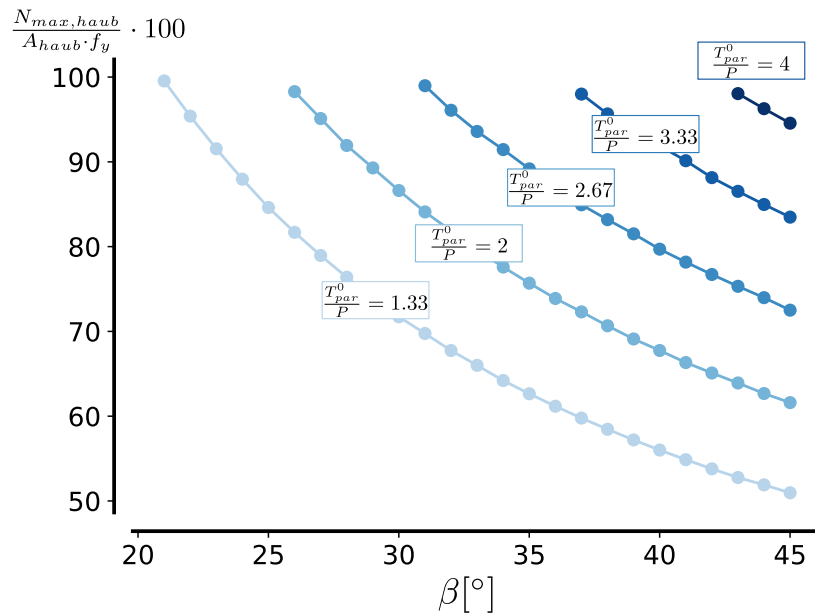 N_{max,haub}/A_{haub}·f_y · 100
T^0_{par}/P = 4
100
T^0_{par}/P = 3.33
90
T^0_{par}/P = 2.67
80
T^0_{par}/P = 2
T^0_{par}/P = 1.33
70
60
50
20 25 30 35 40 45
β[°]